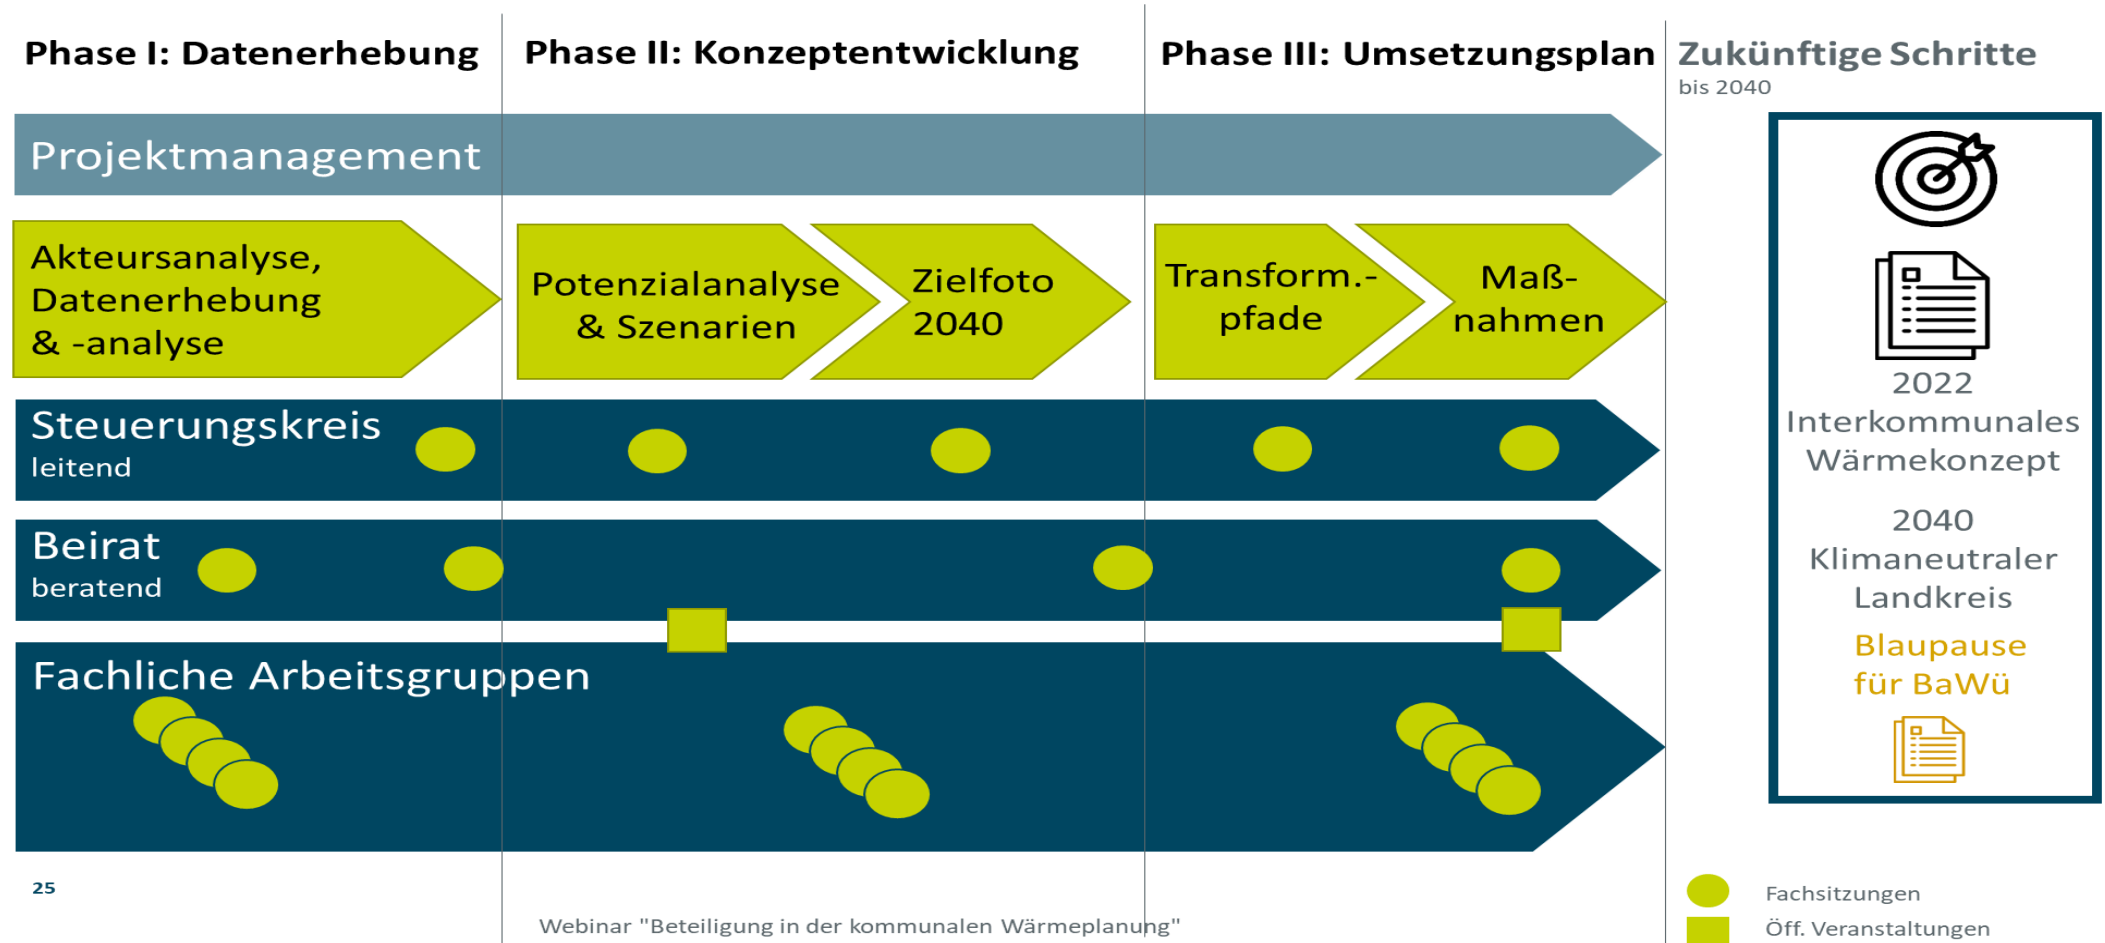 Phase I: Datenerhebung
Phase II: Konzeptentwicklung
Phase III: Umsetzungsplan
Zukünftige Schritte
bis 2040
Projektmanagement
Akteursanalyse,
Datenerhebung
& -analyse
Potenzialanalyse
& Szenarien
Zielfoto
2040
Transform.-
pfade
Maß-
nahmen
Steuerungskreis
leitend
Beirat
beratend
Fachliche Arbeitsgruppen
2022
Interkommunales
Wärmekonzept
2040
Klimaneutraler
Landkreis
Blaupause
für BaWü
25
Webinar "Beteiligung in der kommunalen Wärmeplanung"
Fachsitzungen
Öff. Veranstaltungen